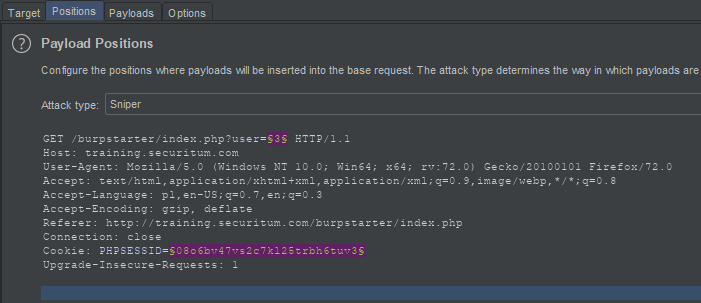 Target Positions Payloads Options
? Payload Positions
Configure the positions where payloads will be inserted into the base request. The attack type determines the way in which payloads are
Attack type: Sniper
GET /burpstarter/index.php?user=§3§ HTTP/1.1
Host: training.securitum.com
User-Agent: Mozilla/5.0 (Windows NT 10.0; Win64; x64; rv:72.0) Gecko/20100101 Firefox/72.0
Accept: text/html,application/xhtml+xml,application/xml;q=0.9,image/webp,*/*;q=0.8
Accept-Language: pl,en-US;q=0.7,en;q=0.3
Accept-Encoding: gzip, deflate
Referer: http://training.securitum.com/burpstarter/index.php
Connection: close
Cookie: PHPSESSID=§08o6bv47vs2c7kl25trbh6tuv3§
Upgrade-Insecure-Requests: 1